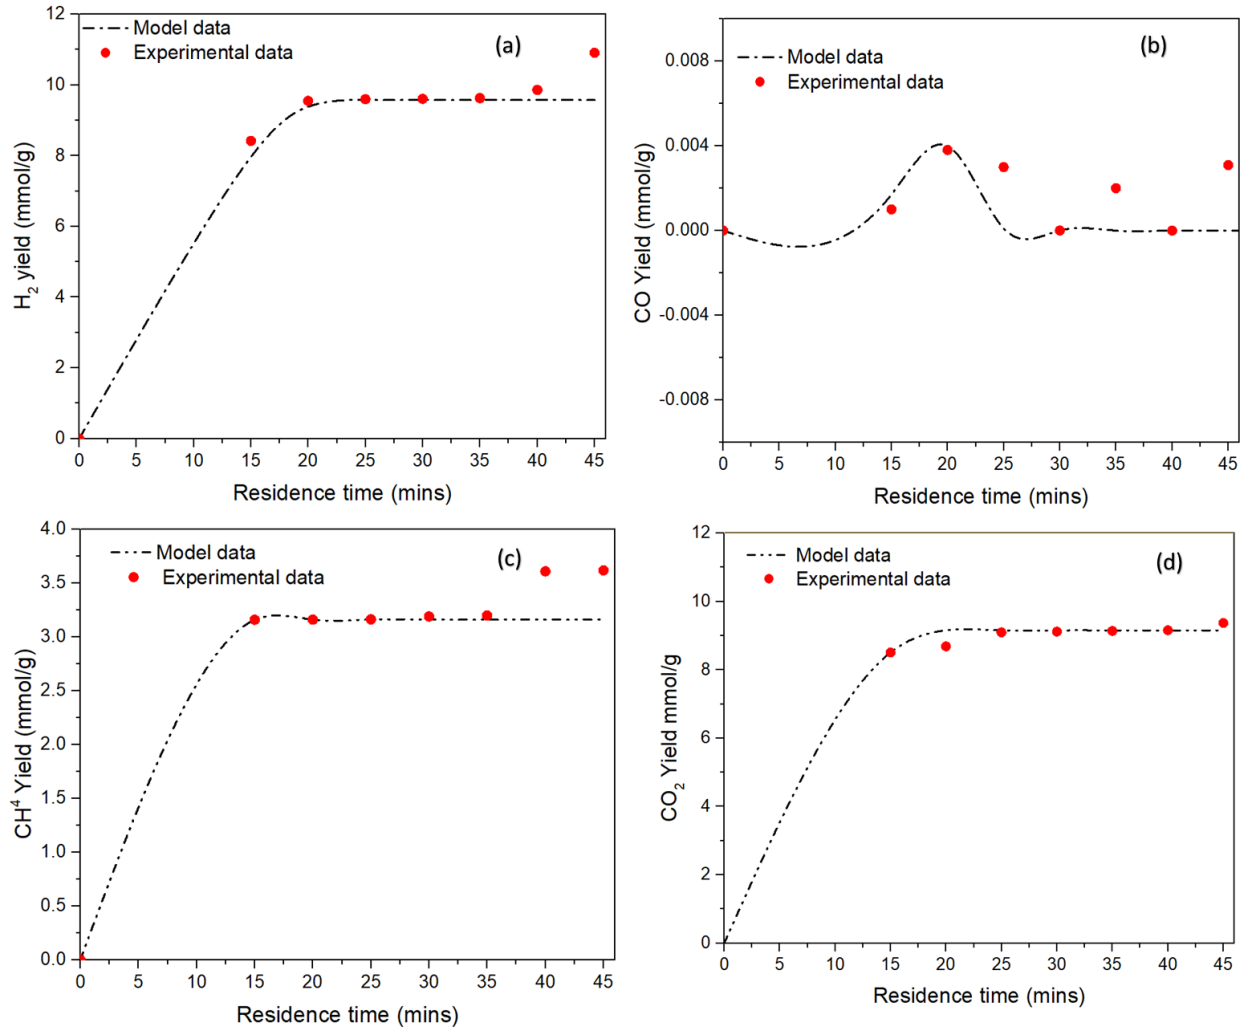 12
10
8
6
4
2
0
H₂ yield (mmol/g)
Model data
Experimental data
(a)
0 5 10 15 20 25 30 35 40 45
Residence time (mins)
0.008
0.004
0.000
-0.004
-0.008
CO Yield (mmol/g)
Model data
Experimental data
(b)
0 5 10 15 20 25 30 35 40 45
Residence time (mins)
4.0
3.5
3.0
2.5
2.0
1.5
1.0
0.5
0.0
CH⁴ Yield (mmol/g)
Model data
Experimental data
(c)
0 5 10 15 20 25 30 35 40 45
Residence time (mins)
12
10
8
6
4
2
0
CO₂ Yield mmol/g
Model data
Experimental data
(d)
0 5 10 15 20 25 30 35 40 45
Residence time (mins)